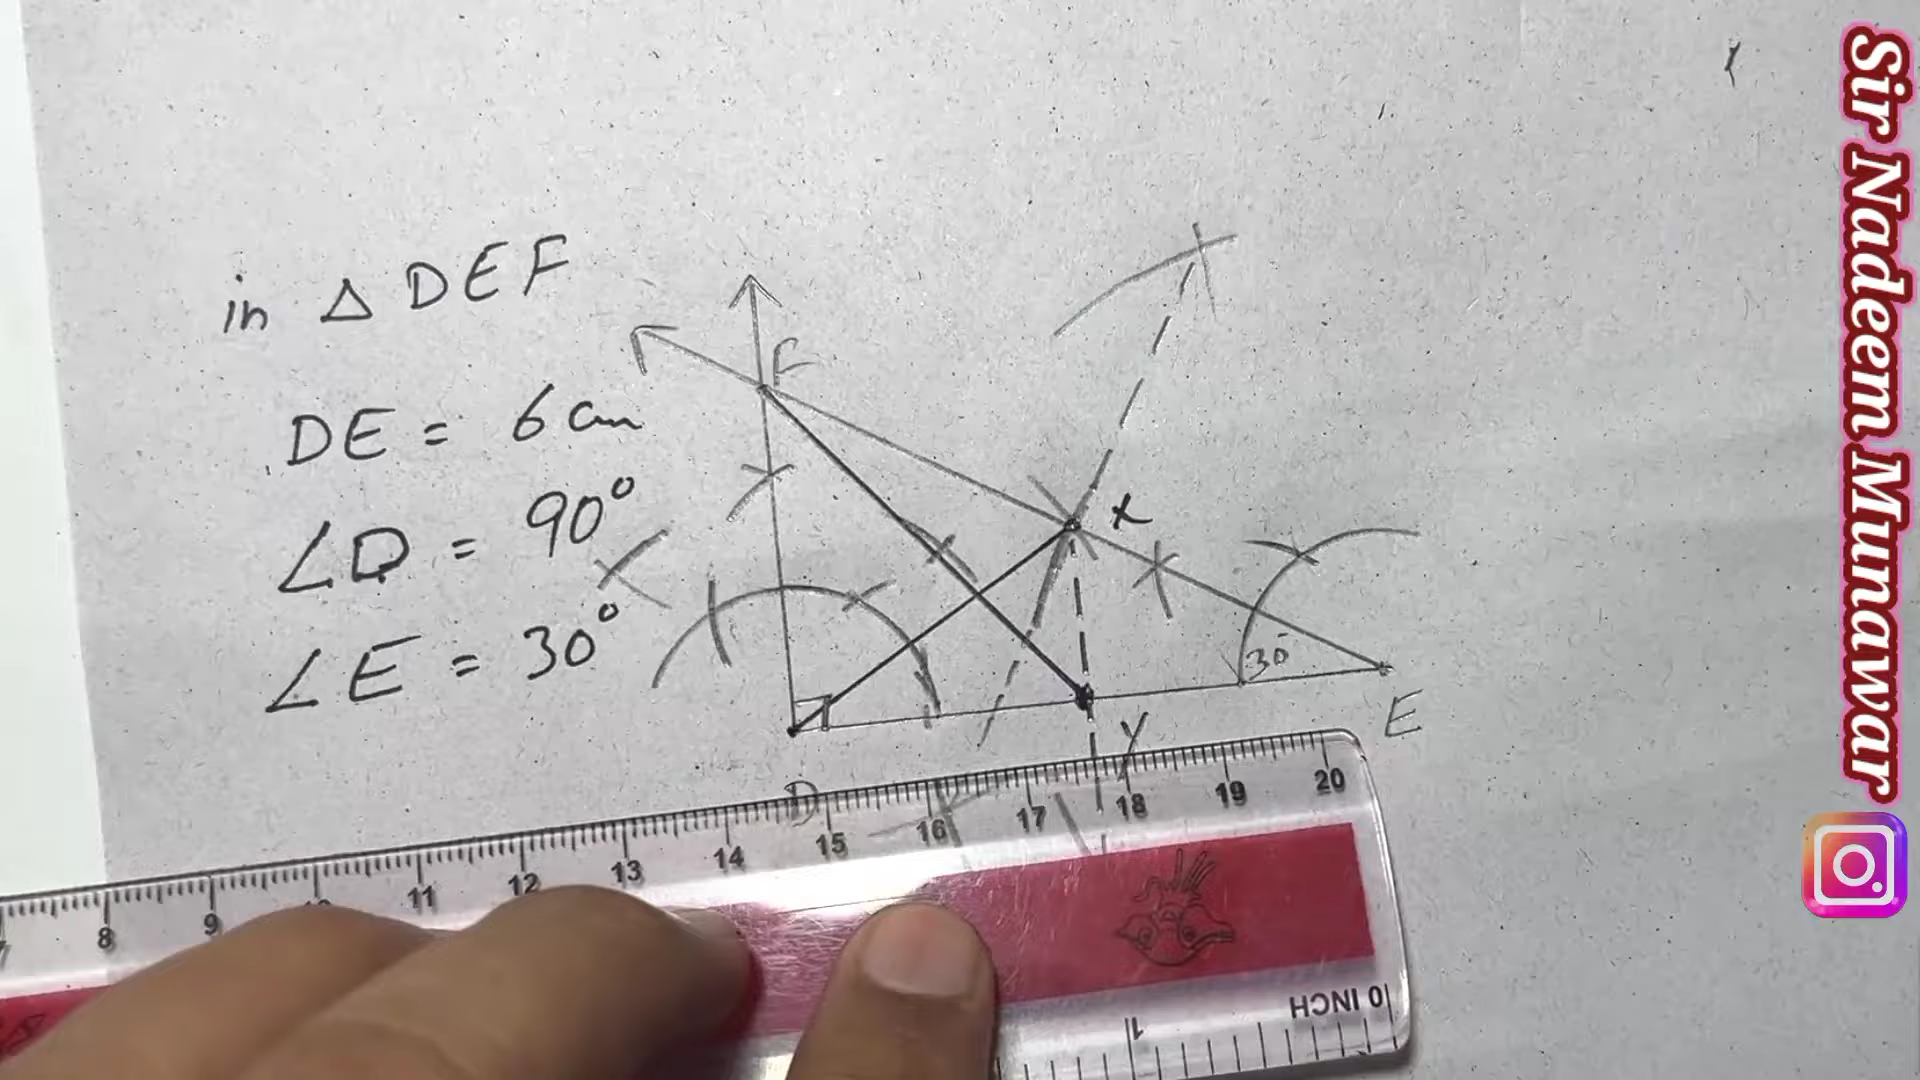 in △ DEF
DE = 6 cm
∠D = 90°
∠E = 30°
F
X
30°
E
Y
D
7 8 9 11 12 13 14 15 16 17 18 19 20
0 INCH
1
Sir Nadeem Munawar